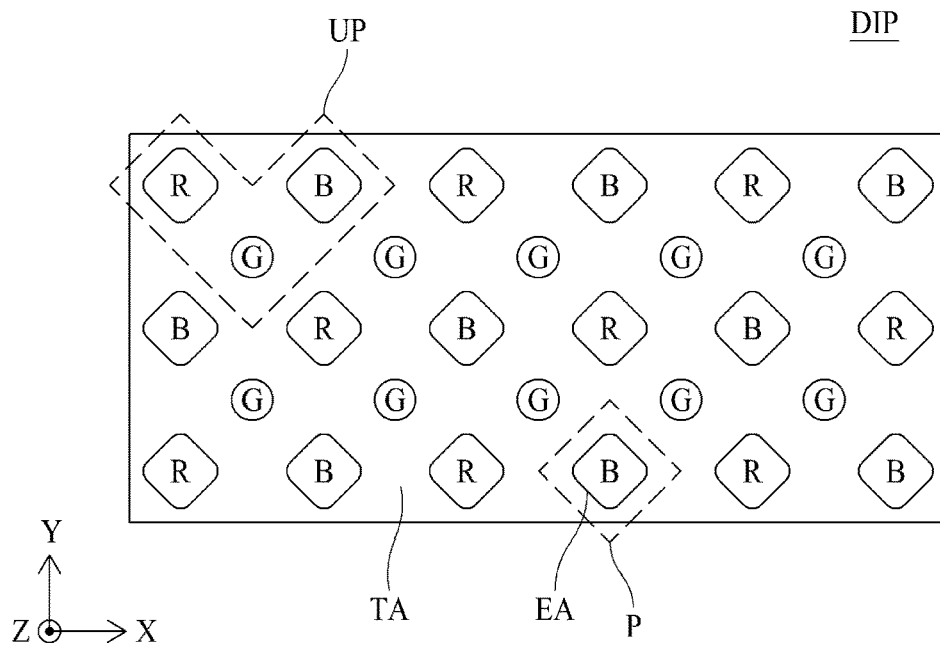 UP
DIP
R B R B R B
G G G G G
B R B R B R
G G G G G
R B R B R B
Y
Z X
TA
EA
P